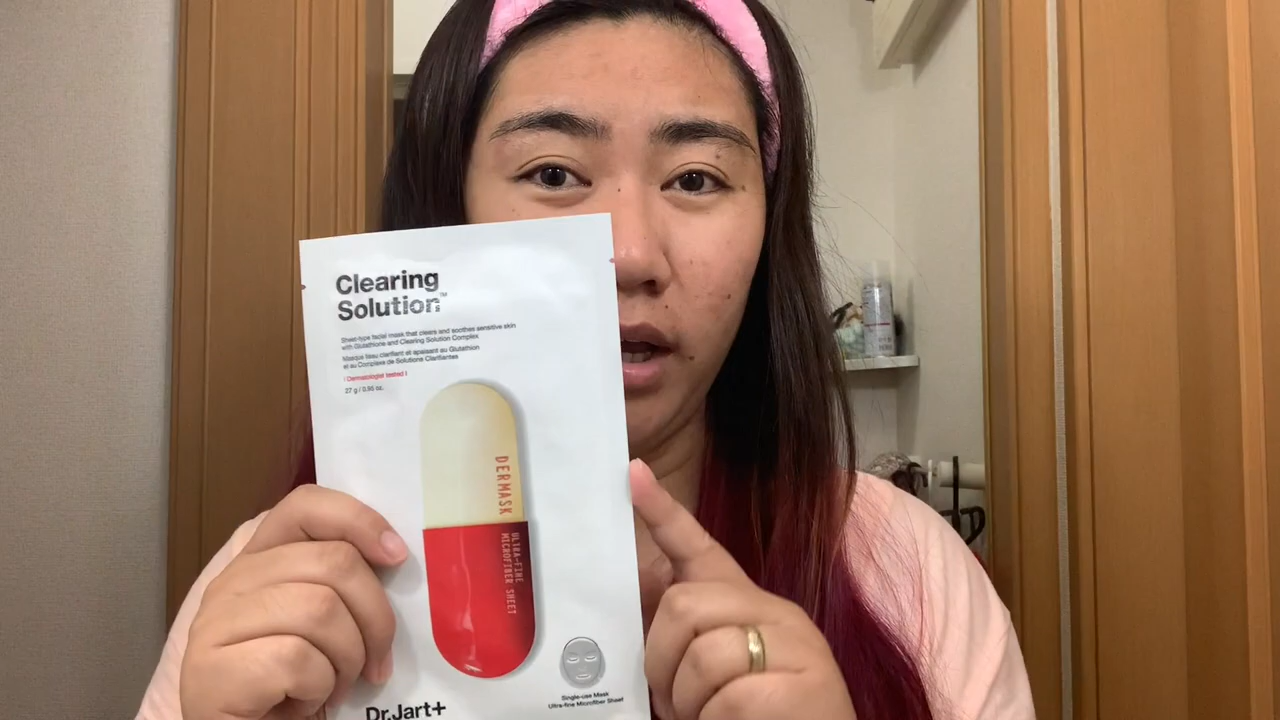 Clearing
Solution™
Sheet-type facial mask that clears and soothes sensitive skin
with Glutathione and Clearing Solution Complex
Masque tissu clarifiant et apaisant au Glutathion
et au Complexe de Solutions Clarifiantes
! Dermatologist tested !
27 g / 0.95 oz.
DERMASK
ULTRA-FINE
MICROFIBER SHEET
Single-use Mask
Ultra-fine Microfiber Sheet
Dr.Jart+